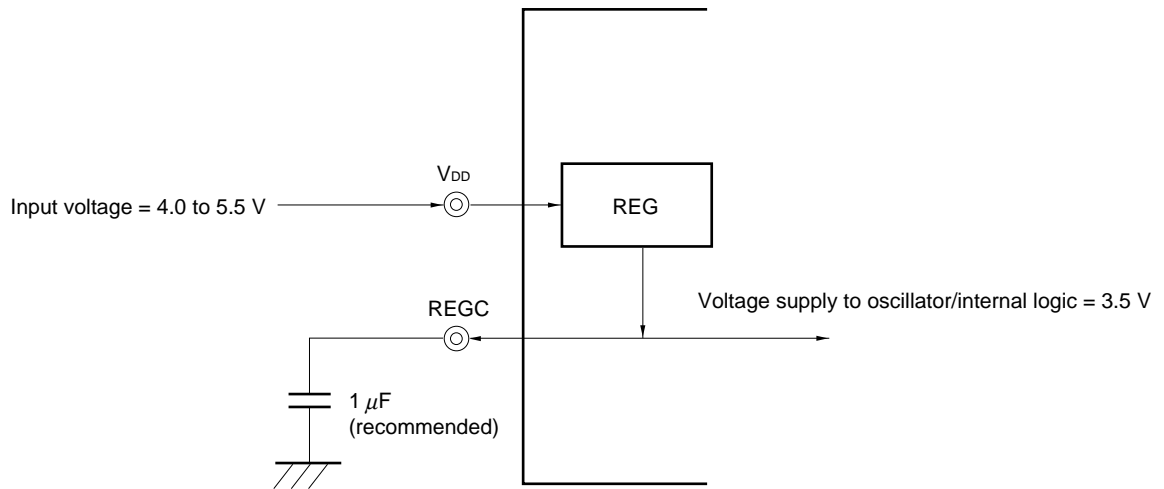 VDD
Input voltage = 4.0 to 5.5 V
REG
REGC
Voltage supply to oscillator/internal logic = 3.5 V
1 μF
(recommended)